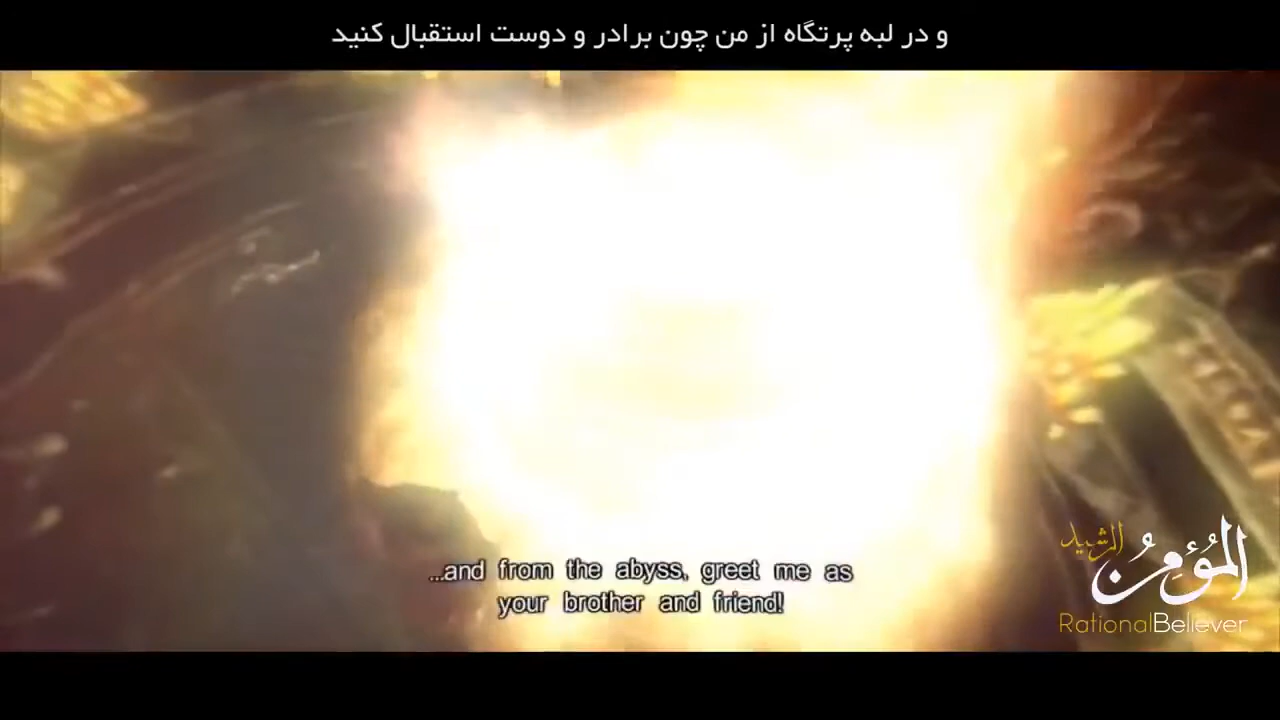 و در لبه پرتگاه از من چون برادر و دوست استقبال کنید
...and from the abyss, greet me as
your brother and friend!
المؤمن الرشيد
RationalBeliever